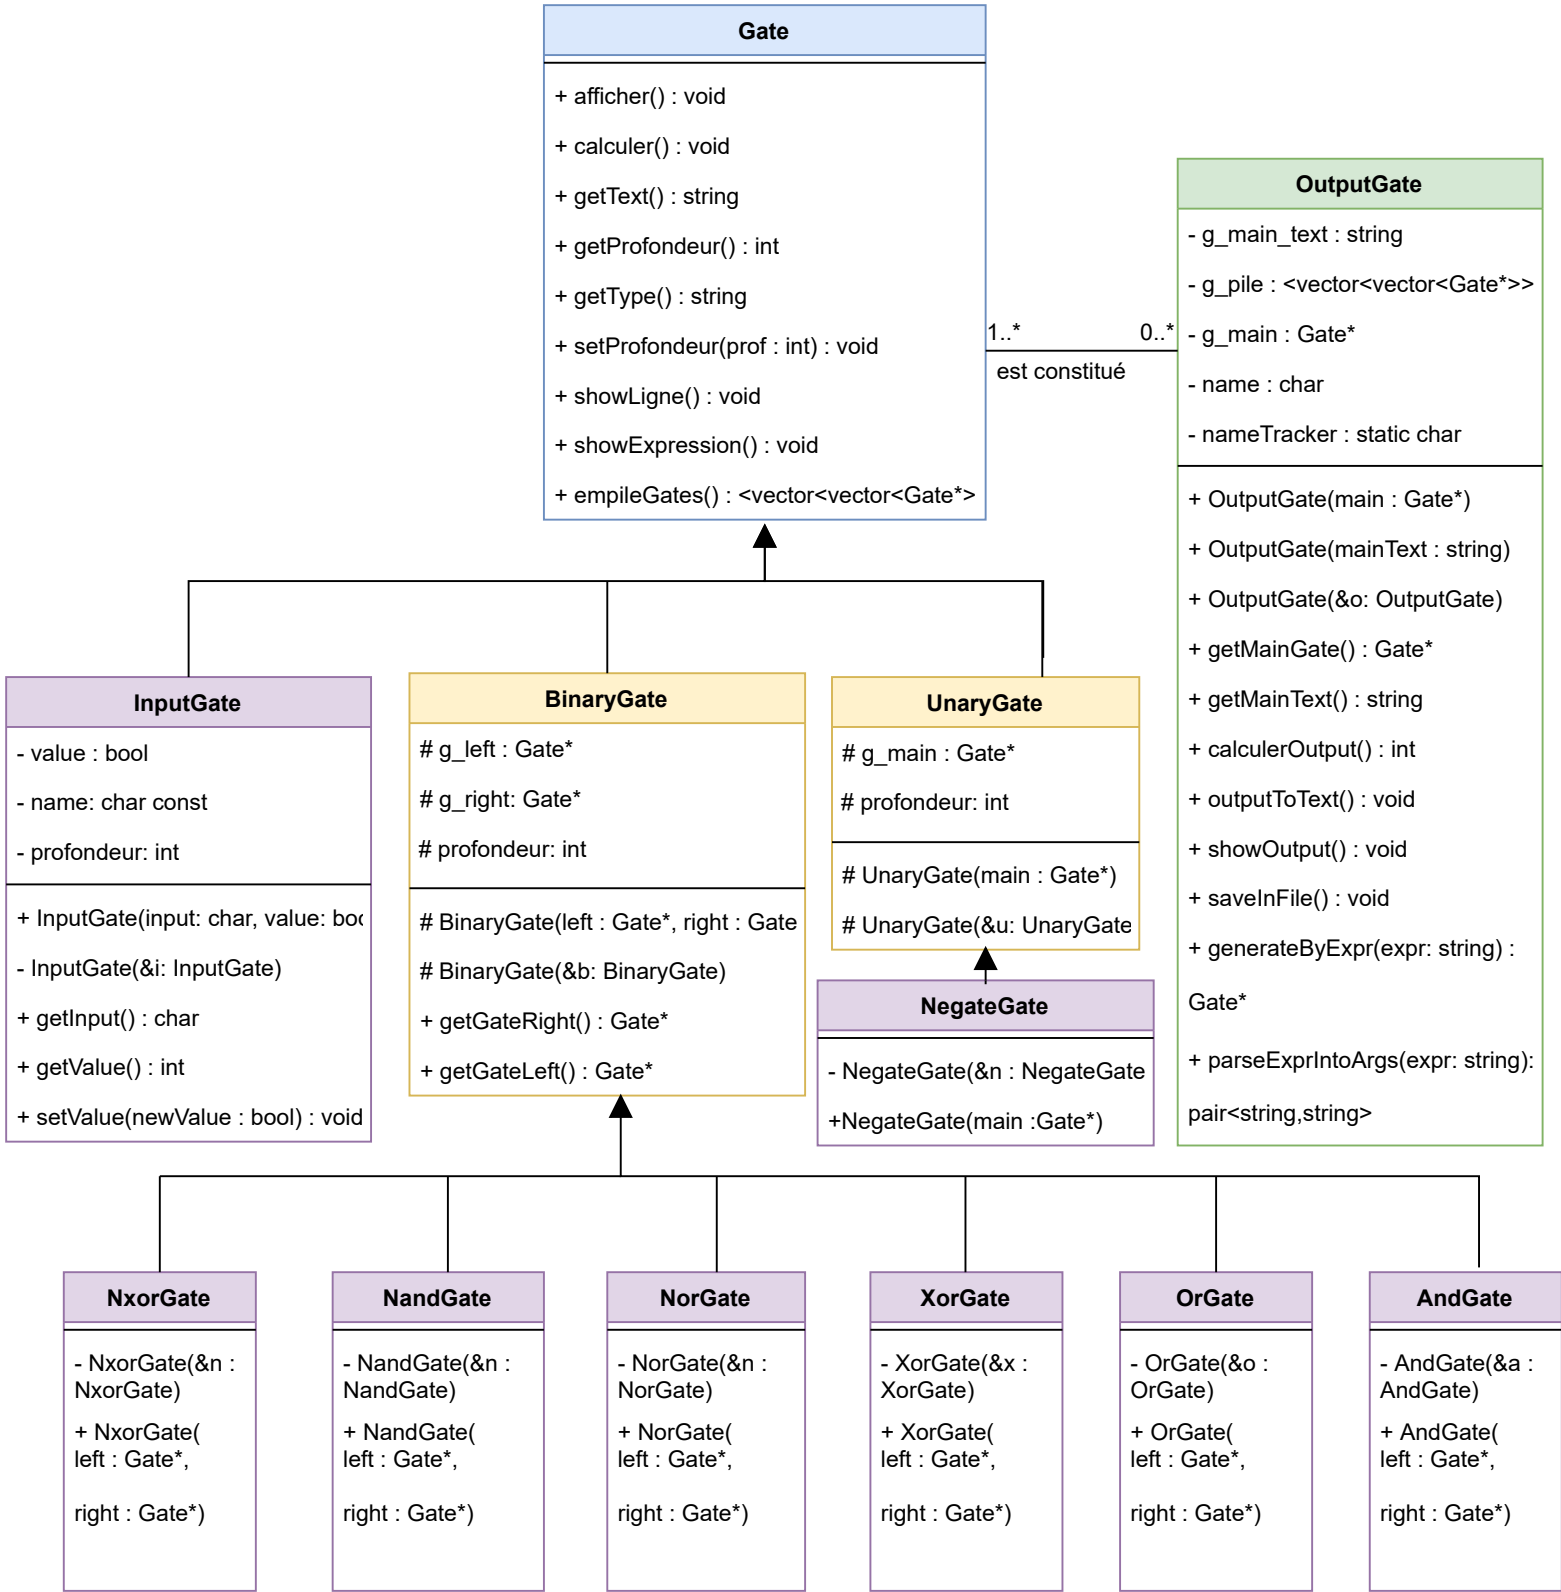 Gate
+ afficher() : void
+ calculer() : void
+ getText() : string
+ getProfondeur() : int
+ getType() : string
+ setProfondeur(prof : int) : void
+ showLigne() : void
+ showExpression() : void
+ empileGates() : <vector<vector<Gate*>
1..*
0..*
est constitué
OutputGate
- g_main_text : string
- g_pile : <vector<vector<Gate*>>
- g_main : Gate*
- name : char
- nameTracker : static char
+ OutputGate(main : Gate*)
+ OutputGate(mainText : string)
+ OutputGate(&o: OutputGate)
+ getMainGate() : Gate*
+ getMainText() : string
+ calculerOutput() : int
+ outputToText() : void
+ showOutput() : void
+ saveInFile() : void
+ generateByExpr(expr: string) :
Gate*
+ parseExprIntoArgs(expr: string):
pair<string,string>
InputGate
- value : bool
- name: char const
- profondeur: int
+ InputGate(input: char, value: boo
- InputGate(&i: InputGate)
+ getInput() : char
+ getValue() : int
+ setValue(newValue : bool) : void
BinaryGate
# g_left : Gate*
# g_right: Gate*
# profondeur: int
# BinaryGate(left : Gate*, right : Gate
# BinaryGate(&b: BinaryGate)
+ getGateRight() : Gate*
+ getGateLeft() : Gate*
UnaryGate
# g_main : Gate*
# profondeur: int
# UnaryGate(main : Gate*)
# UnaryGate(&u: UnaryGate
NegateGate
- NegateGate(&n : NegateGate
+NegateGate(main :Gate*)
NxorGate
- NxorGate(&n :
NxorGate)
+ NxorGate(
left : Gate*,
right : Gate*)
NandGate
- NandGate(&n :
NandGate)
+ NandGate(
left : Gate*,
right : Gate*)
NorGate
- NorGate(&n :
NorGate)
+ NorGate(
left : Gate*,
right : Gate*)
XorGate
- XorGate(&x :
XorGate)
+ XorGate(
left : Gate*,
right : Gate*)
OrGate
- OrGate(&o :
OrGate)
+ OrGate(
left : Gate*,
right : Gate*)
AndGate
- AndGate(&a :
AndGate)
+ AndGate(
left : Gate*,
right : Gate*)